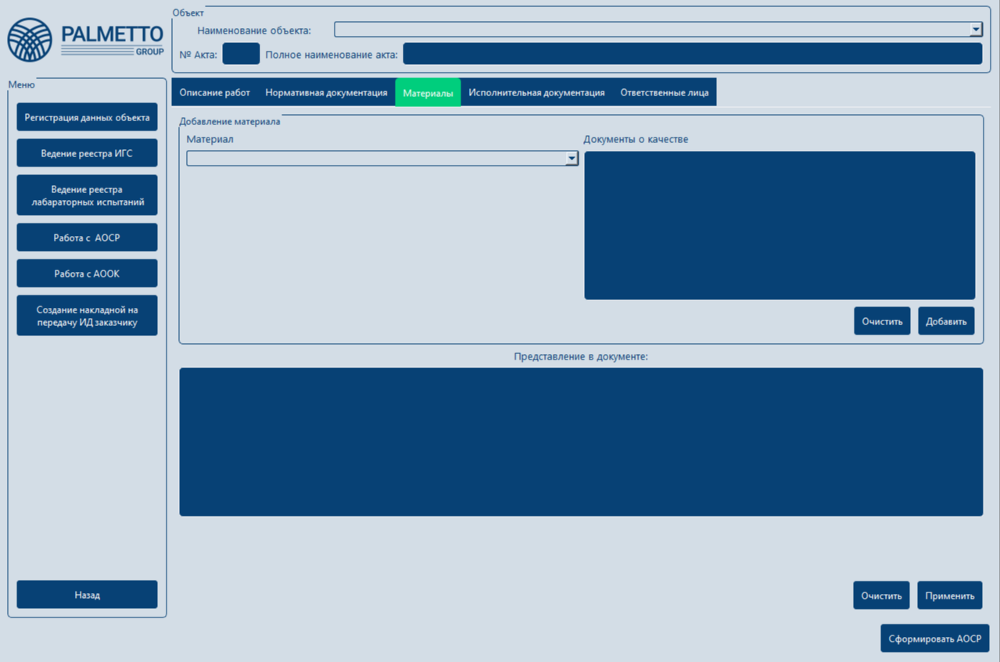 PALMETTO
GROUP
Объект
Наименование объекта:
№ Акта:
Полное наименование акта:
Меню
Регистрация данных объекта
Ведение реестра ИГС
Ведение реестра
лабараторных испытаний
Работа с  АОСР
Работа с АООК
Создание накладной на
передачу ИД заказчику
Назад
Описание работ
Нормативная документация
Материалы
Исполнительная документация
Ответственные лица
Добавление материала
Материал
Документы о качестве
Очистить
Добавить
Представление в документе:
Очистить
Применить
Сформировать АОСР